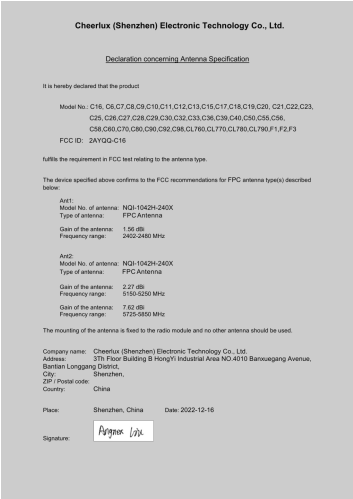 Cheerlux (Shenzhen) Electronic Technology Co., Ltd.
Declaration concerning Antenna Specification
It is hereby declared that the product
Model No.: C16, C6,C7,C8,C9,C10,C11,C12,C13,C15,C17,C18,C19,C20, C21,C22,C23,
C25, C26,C27,C28,C29,C30,C32,C33,C36,C39,C40,C50,C55,C56,
C58,C60,C70,C80,C90,C92,C98,CL760,CL770,CL780,CL790,F1,F2,F3
FCC ID: 2AYQQ-C16
fulfills the requirement in FCC test relating to the antenna type.
The device specified above confirms to the FCC recommendations for FPC antenna type(s) described
below:
Ant1:
Model No. of antenna: NQI-1042H-240X
Type of antenna: FPC Antenna
Gain of the antenna: 1.56 dBi
Frequency range: 2402-2480 MHz
Ant2:
Model No. of antenna: NQI-1042H-240X
Type of antenna: FPC Antenna
Gain of the antenna: 2.27 dBi
Frequency range: 5150-5250 MHz
Gain of the antenna: 7.62 dBi
Frequency range: 5725-5850 MHz
The mounting of the antenna is fixed to the radio module and no other antenna should be used.
Company name: Cheerlux (Shenzhen) Electronic Technology Co., Ltd.
Address: 3Th Floor Building B HongYi Industrial Area NO.4010 Banxuegang Avenue,
Bantian Longgang District,
City: Shenzhen,
ZIP / Postal code:
Country: China
Place: Shenzhen, China Date: 2022-12-16
Signature: